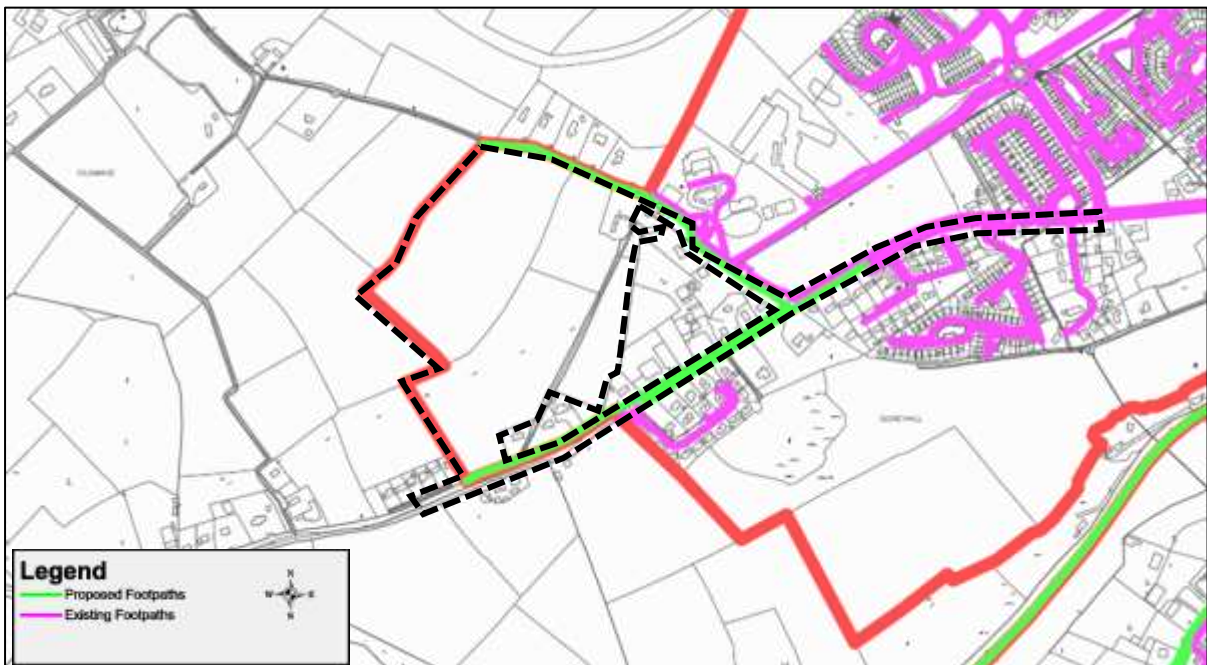 Legend
N
W E
N
Proposed Footpaths
Existing Footpaths